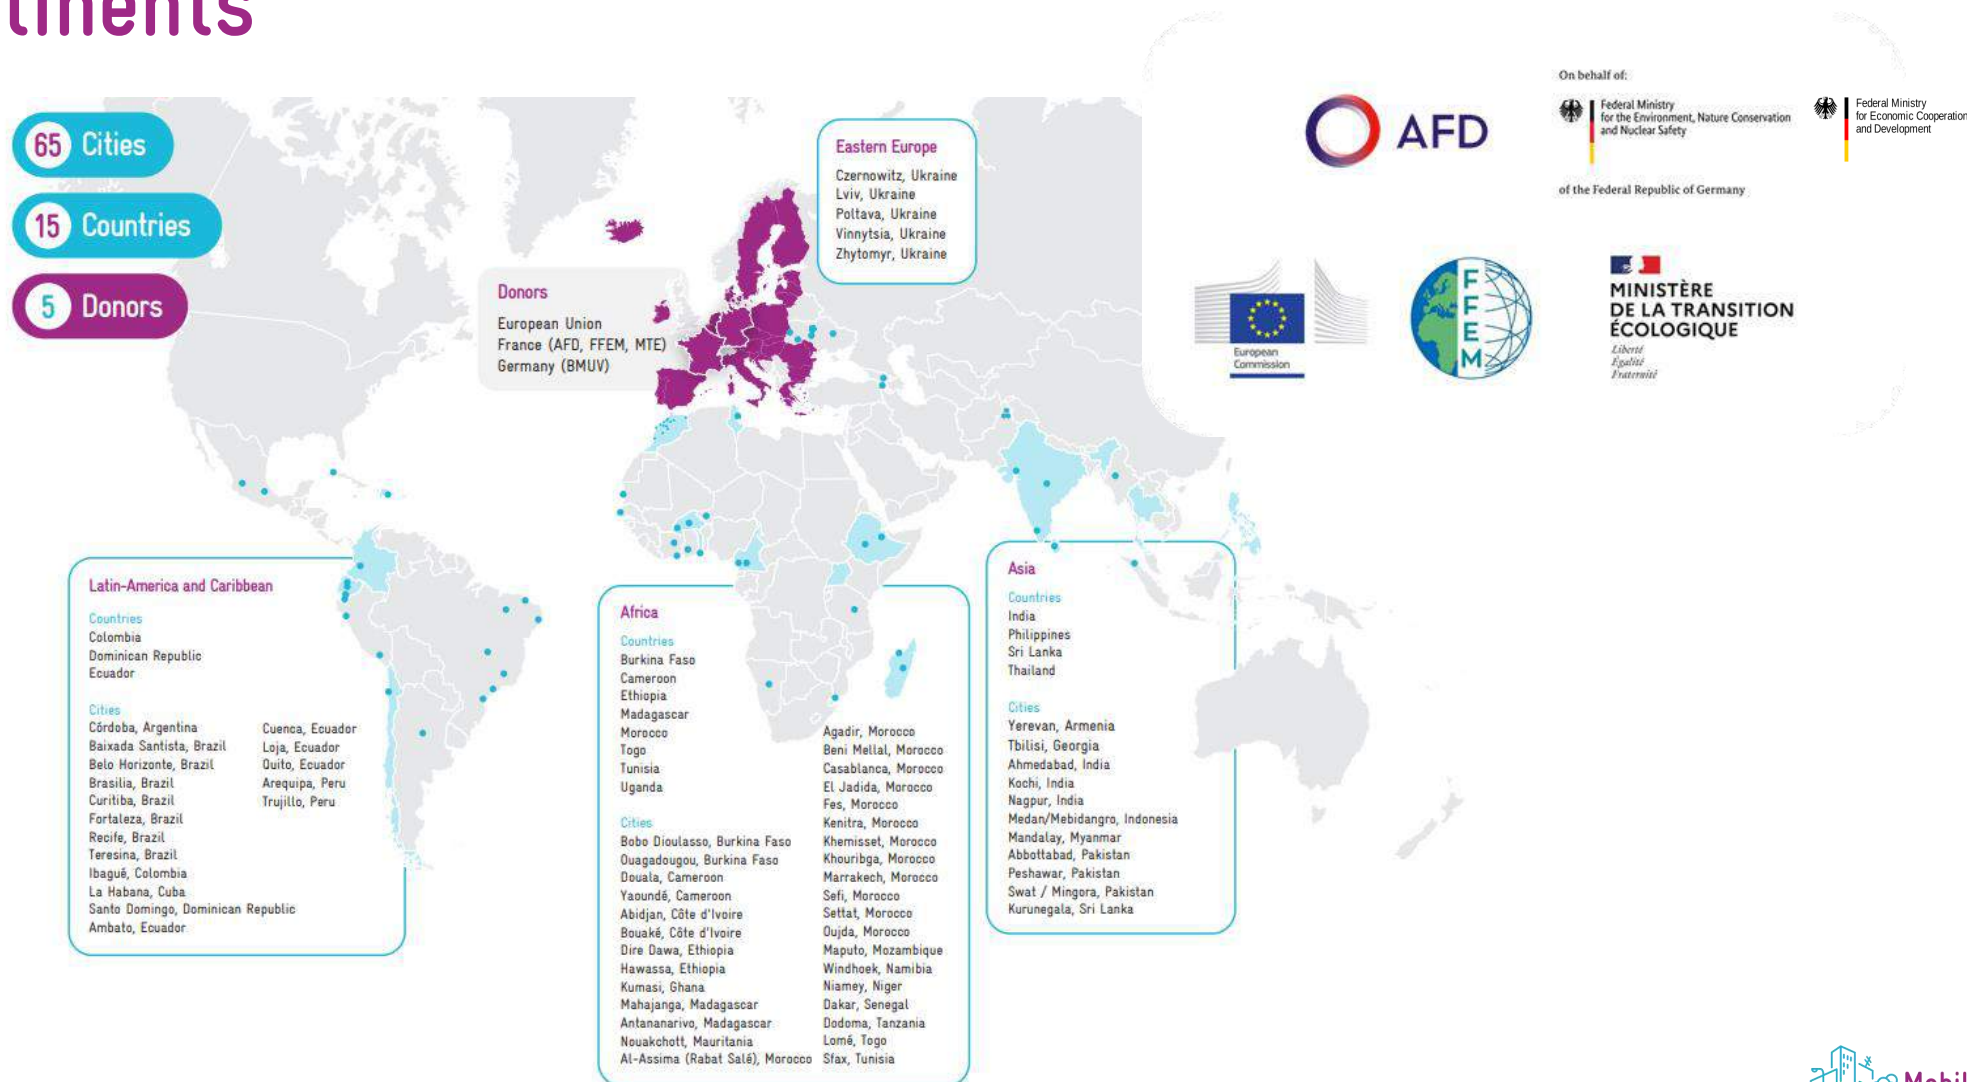 65 Cities
15 Countries
5 Donors
Donors
European Union
France (AFD, FFEM, MTE)
Germany (BMUV)
Eastern Europe
Czernowitz, Ukraine
Lviv, Ukraine
Poltava, Ukraine
Vinnytsia, Ukraine
Zhytomyr, Ukraine
AFD
On behalf of:
Federal Ministry
for the Environment, Nature Conservation
and Nuclear Safety
of the Federal Republic of Germany
Federal Ministry
for Economic Cooperation
and Development
European
Commission
FFEM
MINISTÈRE
DE LA TRANSITION
ÉCOLOGIQUE
Liberté
Égalité
Fraternité
Latin-America and Caribbean
Countries
Colombia
Dominican Republic
Ecuador
Cities
Córdoba, Argentina
Baixada Santista, Brazil
Belo Horizonte, Brazil
Brasilia, Brazil
Curitiba, Brazil
Fortaleza, Brazil
Recife, Brazil
Teresina, Brazil
Ibagué, Colombia
La Habana, Cuba
Santo Domingo, Dominican Republic
Ambato, Ecuador
Cuenca, Ecuador
Loja, Ecuador
Quito, Ecuador
Arequipa, Peru
Trujillo, Peru
Africa
Countries
Burkina Faso
Cameroon
Ethiopia
Madagascar
Morocco
Togo
Tunisia
Uganda
Cities
Bobo Dioulasso, Burkina Faso
Ouagadougou, Burkina Faso
Douala, Cameroon
Yaoundé, Cameroon
Abidjan, Côte d'Ivoire
Bouaké, Côte d'Ivoire
Dire Dawa, Ethiopia
Hawassa, Ethiopia
Kumasi, Ghana
Mahajanga, Madagascar
Antananarivo, Madagascar
Nouakchott, Mauritania
Al-Assima (Rabat Salé), Morocco
Agadir, Morocco
Beni Mellal, Morocco
Casablanca, Morocco
El Jadida, Morocco
Fes, Morocco
Kenitra, Morocco
Khemisset, Morocco
Khouribga, Morocco
Marrakech, Morocco
Sefi, Morocco
Settat, Morocco
Oujda, Morocco
Maputo, Mozambique
Windhoek, Namibia
Niamey, Niger
Dakar, Senegal
Dodoma, Tanzania
Lomé, Togo
Sfax, Tunisia
Asia
Countries
India
Philippines
Sri Lanka
Thailand
Cities
Yerevan, Armenia
Tbilisi, Georgia
Ahmedabad, India
Kochi, India
Nagpur, India
Medan/Mebidangro, Indonesia
Mandalay, Myanmar
Abbottabad, Pakistan
Peshawar, Pakistan
Swat / Mingora, Pakistan
Kurunegala, Sri Lanka